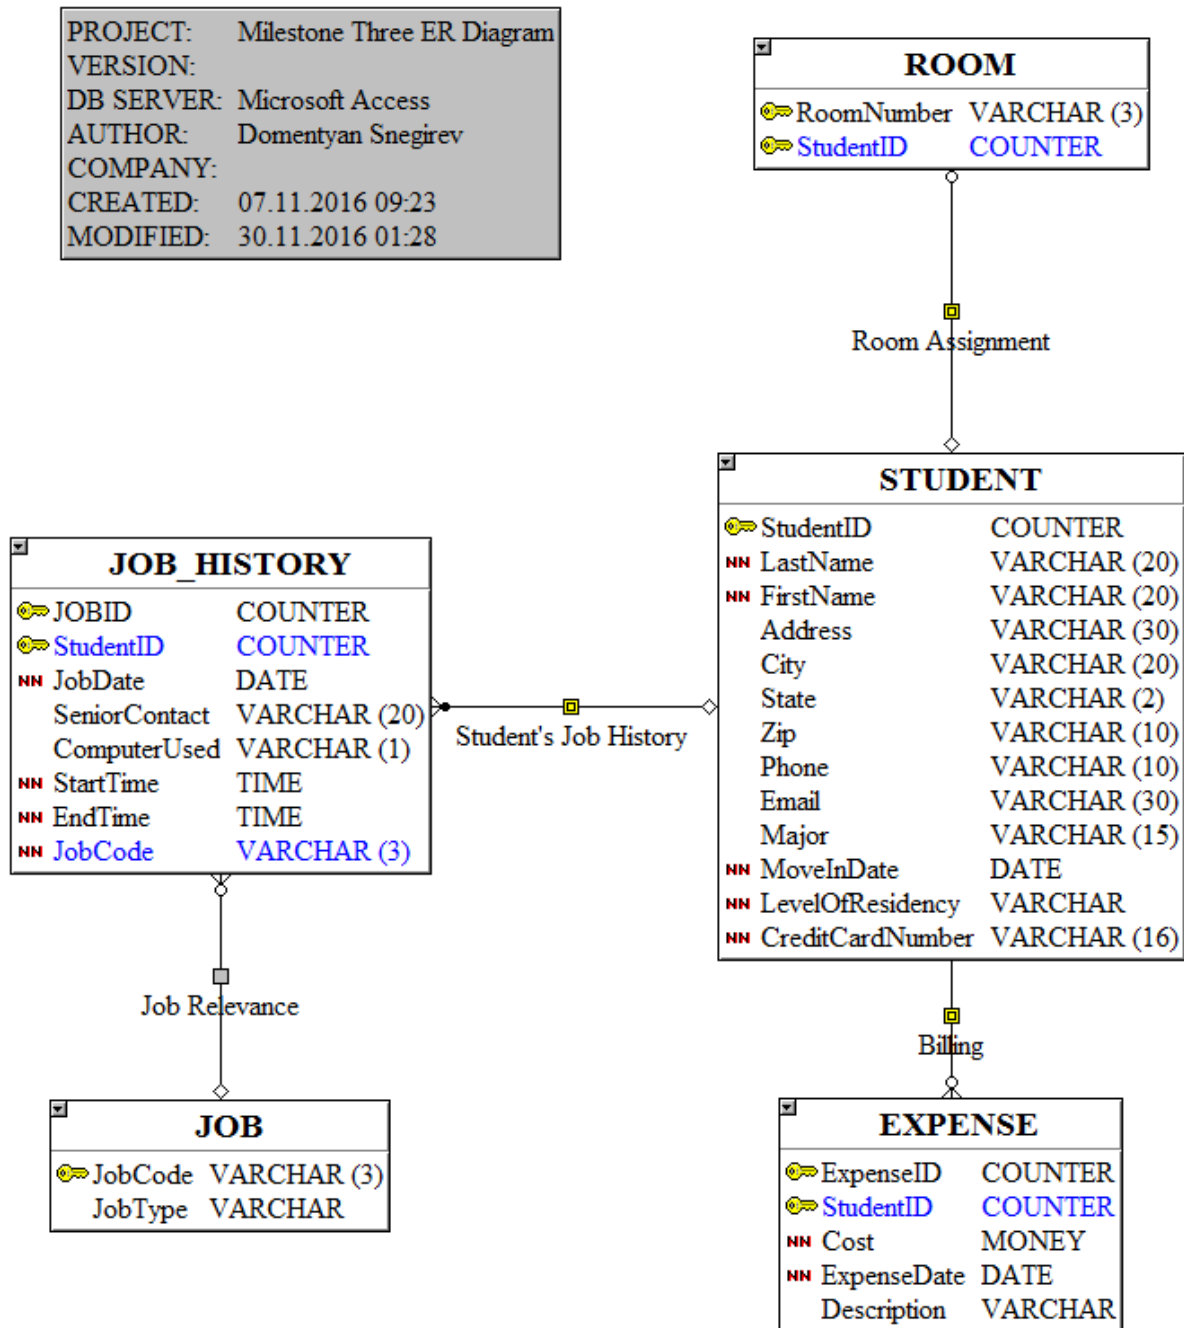 PROJECT: Milestone Three ER Diagram
VERSION:
DB SERVER: Microsoft Access
AUTHOR: Domentyan Snegirev
COMPANY:
CREATED: 07.11.2016 09:23
MODIFIED: 30.11.2016 01:28
ROOM
RoomNumber VARCHAR (3)
StudentID COUNTER
Room Assignment
STUDENT
StudentID COUNTER
NN LastName VARCHAR (20)
NN FirstName VARCHAR (20)
Address VARCHAR (30)
City VARCHAR (20)
State VARCHAR (2)
Zip VARCHAR (10)
Phone VARCHAR (10)
Email VARCHAR (30)
Major VARCHAR (15)
NN MoveInDate DATE
NN LevelOfResidency VARCHAR
NN CreditCardNumber VARCHAR (16)
JOB_HISTORY
JOBID COUNTER
StudentID COUNTER
NN JobDate DATE
SeniorContact VARCHAR (20)
ComputerUsed VARCHAR (1)
NN StartTime TIME
NN EndTime TIME
NN JobCode VARCHAR (3)
Student's Job History
Job Relevance
Billing
JOB
JobCode VARCHAR (3)
JobType VARCHAR
EXPENSE
ExpenseID COUNTER
StudentID COUNTER
NN Cost MONEY
NN ExpenseDate DATE
Description VARCHAR